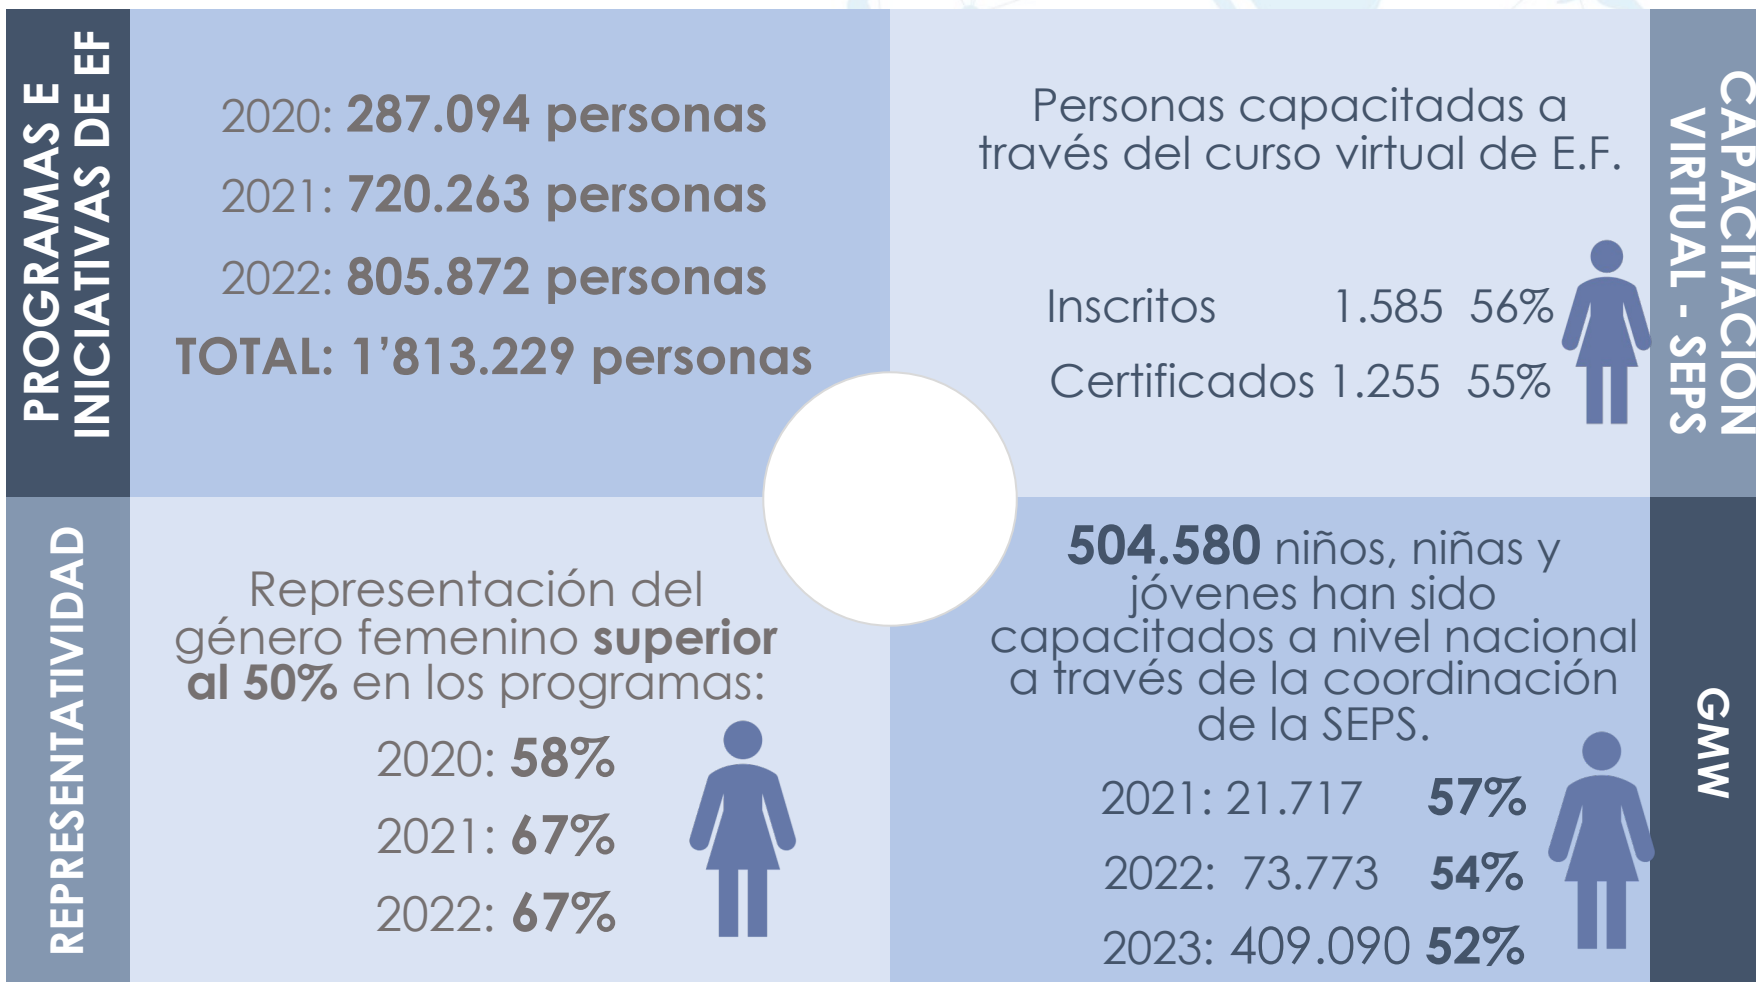 PROGRAMAS E
INICIATIVAS DE EF
2020: 287.094 personas
2021: 720.263 personas
2022: 805.872 personas
TOTAL: 1’813.229 personas
Personas capacitadas a
través del curso virtual de E.F.
Inscritos 1.585 56%
Certificados 1.255 55%
CAPACITACIÓN
VIRTUAL - SEPS
REPRESENTATIVIDAD
Representación del
género femenino superior
al 50% en los programas:
2020: 58%
2021: 67%
2022: 67%
504.580 niños, niñas y
jóvenes han sido
capacitados a nivel nacional
a través de la coordinación
de la SEPS.
2021: 21.717 57%
2022: 73.773 54%
2023: 409.090 52%
GMW